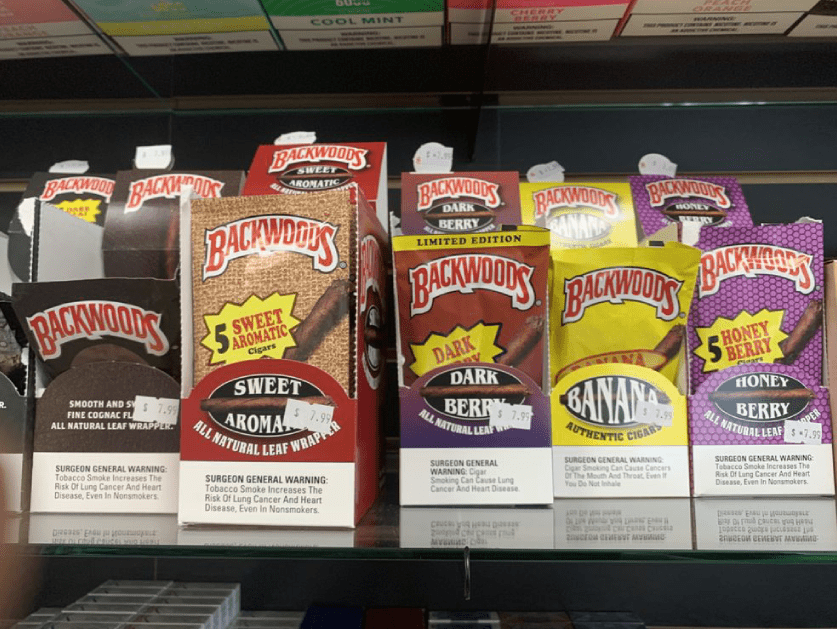 COOL MINT
CHERRY
BERRY
WARNING:
PEACH
ORANGE
WARNING:
BACKWOODS
BACKWOODS
BACKWOODS
SWEET
AROMATIC
BACKWOODS
DARK
BERRY
BACKWOODS
BANANA
BACKWOODS
HONEY
BERRY
BACKWOODS
SMOOTH AND
FINE COGNAC
ALL NATURAL LEAF WRAPPER.
$ 7.99
SURGEON GENERAL WARNING:
Tobacco Smoke Increases The
Risk Of Lung Cancer And Heart
Disease, Even In Nonsmokers.
BACKWOODS
5 SWEET
AROMATIC
Cigars
SWEET
$ 7.99
ALL NATURAL LEAF WRAPPER
SURGEON GENERAL WARNING:
Tobacco Smoke Increases The
Risk Of Lung Cancer And Heart
Disease, Even In Nonsmokers.
LIMITED EDITION
BACKWOODS
DARK
DARK
BERRY
$ 7.99
ALL NATURAL LEAF
SURGEON GENERAL
WARNING: Cigar
Smoking Can Cause Lung
Cancer And Heart Disease.
BACKWOODS
BANANA
BANANA
$ 7.99
AUTHENTIC CIGARS
SURGEON GENERAL WARNING:
Cigar Smoking Can Cause Cancers
Of The Mouth And Throat, Even If
You Do Not Inhale
BACKWOODS
5 HONEY
BERRY
HONEY
BERRY
ALL NATURAL LEAF
$ 7.99
SURGEON GENERAL WARNING:
Tobacco Smoke Increases The
Risk Of Lung Cancer And Heart
Disease, Even In Nonsmokers.